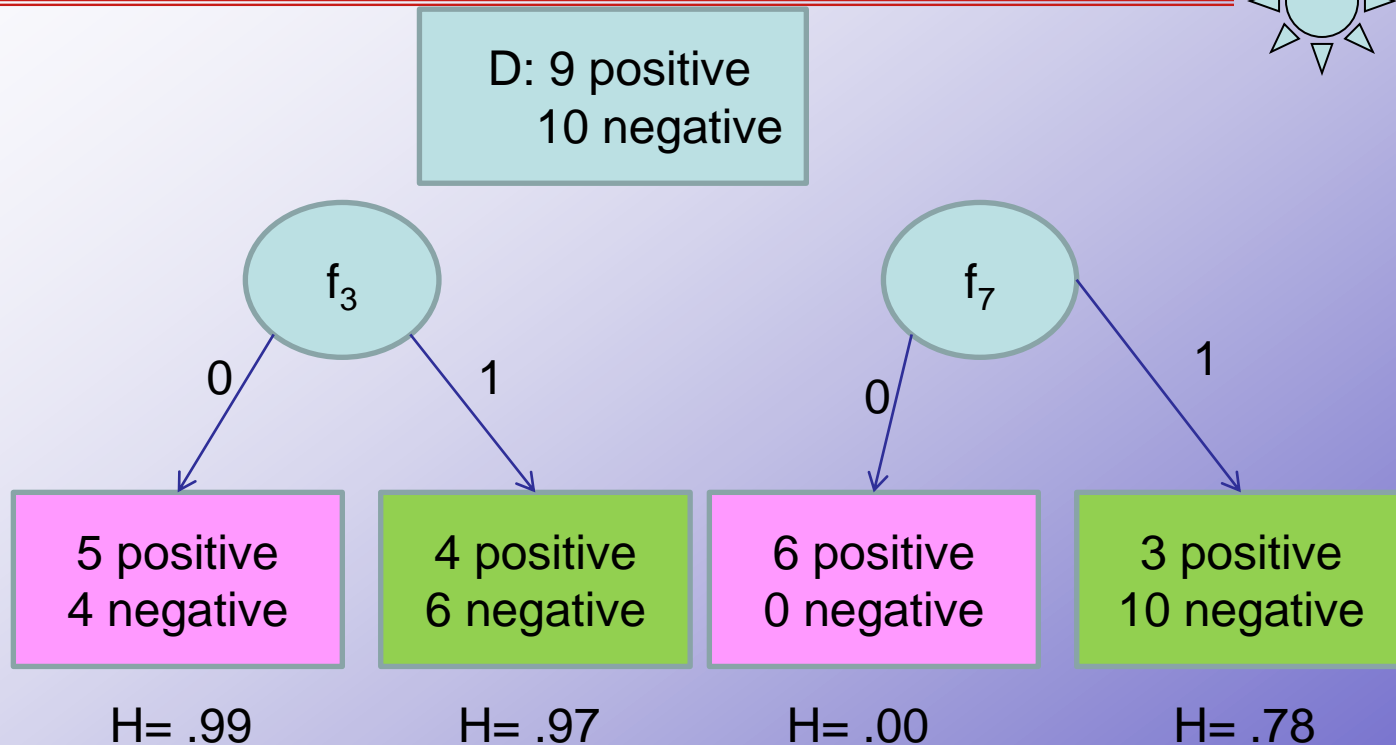 D: 9 positive
10 negative
f₃
f₇
0
1
0
1
5 positive
4 negative
4 positive
6 negative
6 positive
0 negative
3 positive
10 negative
H= .99
H= .97
H= .00
H= .78